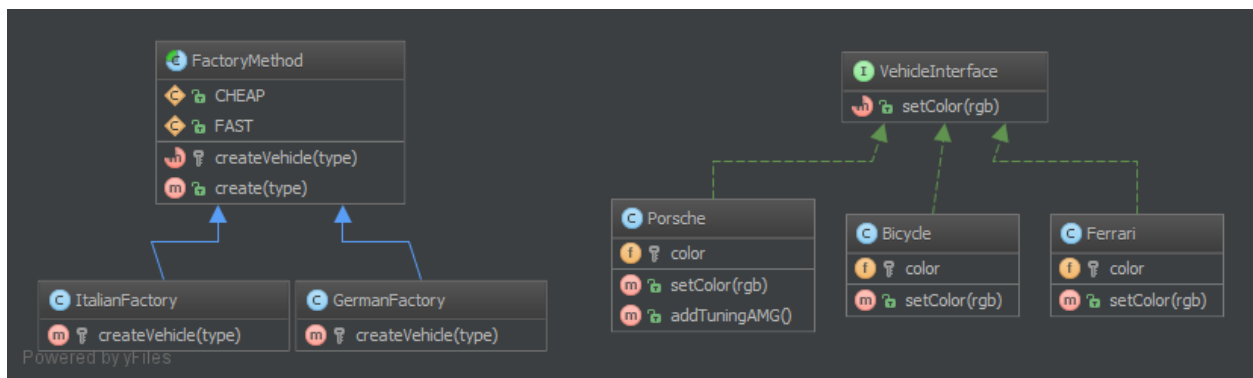 FactoryMethod
CHEAP
FAST
createVehicle(type)
create(type)
ItalianFactory
createVehicle(type)
GermanFactory
createVehicle(type)
VehicleInterface
setColor(rgb)
Porsche
color
setColor(rgb)
addTuningAMG()
Bicycle
color
setColor(rgb)
Ferrari
color
setColor(rgb)
Powered by yFiles